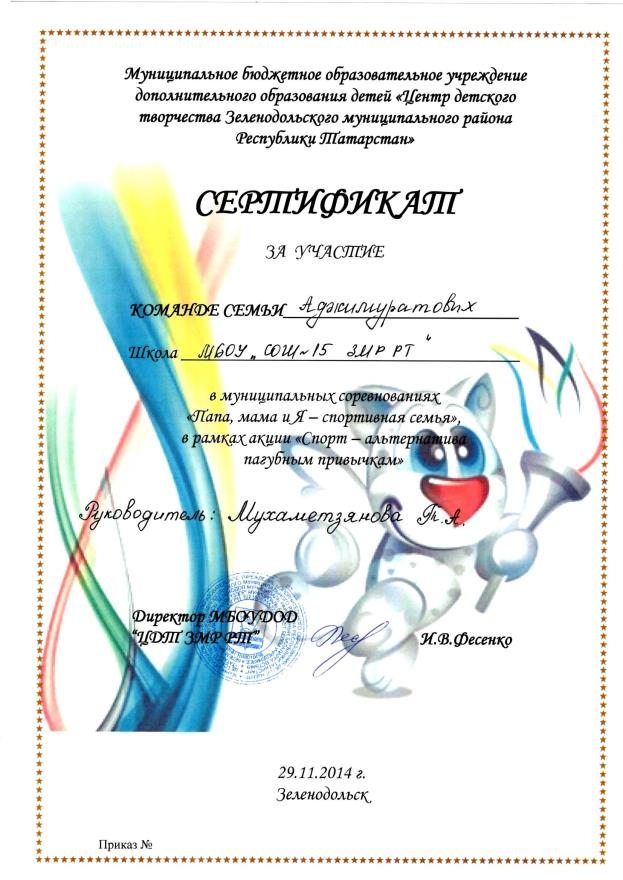 Муниципальное бюджетное образовательное учреждение
дополнительного образования детей «Центр детского
творчества Зеленодольского муниципального района
Республики Татарстан»
СЕРТИФИКАТ
ЗА УЧАСТИЕ
КОМАНДЕ СЕМЬИ Аджимуратовых
Школа МБОУ „СОШ №15 ЗМР РТ"
в муниципальных соревнованиях
«Папа, мама и Я – спортивная семья»,
в рамках акции «Спорт – альтернатива
пагубным привычкам»
Руководитель: Мухаметзянова Т.А.
Директор МБОУДОД
"ЦДТ ЗМР РТ" И.В.Фесенко
29.11.2014 г.
Зеленодольск
Приказ №